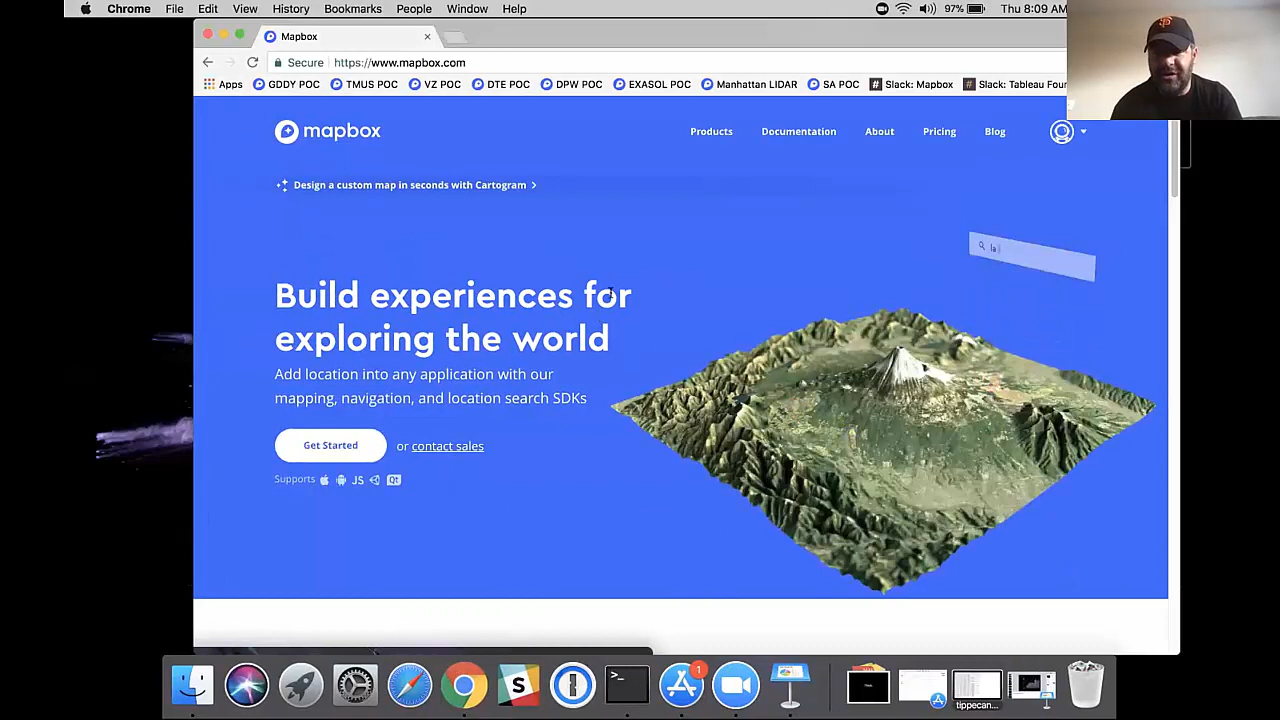 Chrome File Edit View History Bookmarks People Window Help 97% Thu 8:09 AM
Mapbox
Secure https://www.mapbox.com
Apps GDDY POC TMUS POC VZ POC DTE POC DPW POC EXASOL POC Manhattan LIDAR SA POC Slack: Mapbox Slack: Tableau Foun
mapbox Products Documentation About Pricing Blog
Design a custom map in seconds with Cartogram
la
Build experiences for
exploring the world
Add location into any application with our
mapping, navigation, and location search SDKs
Get Started or contact sales
Supports JS Qt
1
tippecan...